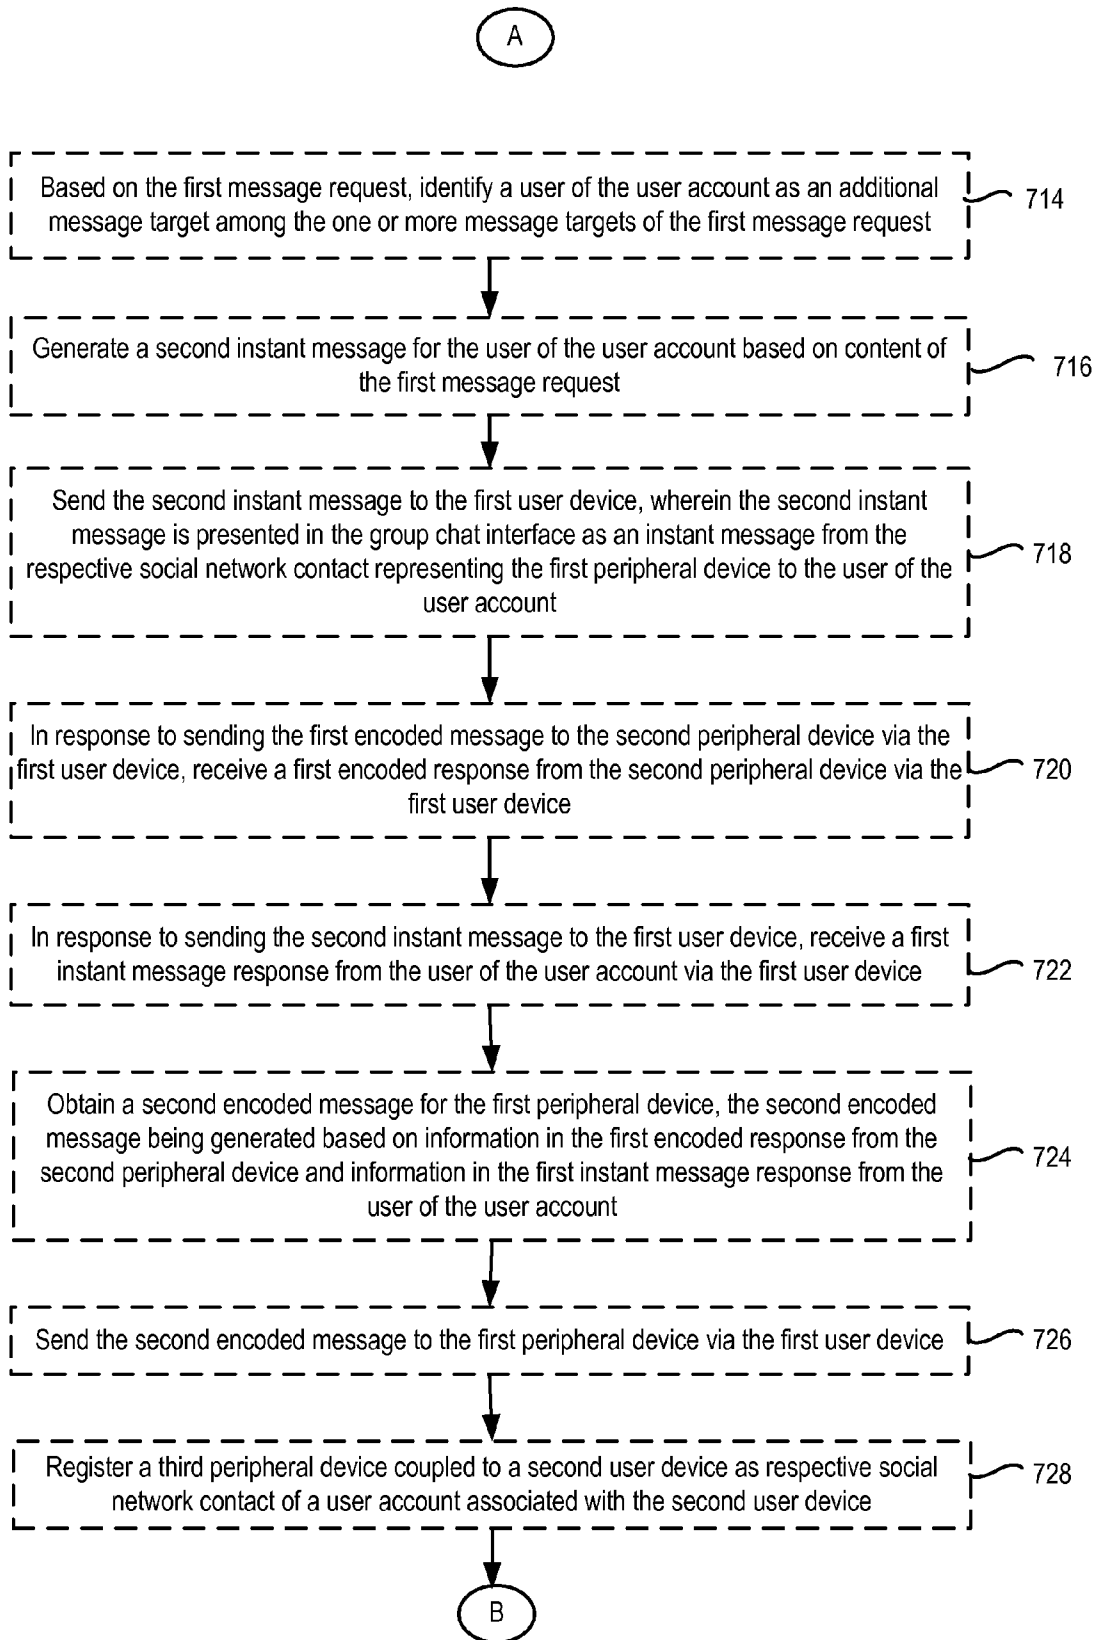 A
Based on the first message request, identify a user of the user account as an additional
message target among the one or more message targets of the first message request
714
Generate a second instant message for the user of the user account based on content of
the first message request
716
Send the second instant message to the first user device, wherein the second instant
message is presented in the group chat interface as an instant message from the
respective social network contact representing the first peripheral device to the user of the
user account
718
In response to sending the first encoded message to the second peripheral device via the
first user device, receive a first encoded response from the second peripheral device via the
first user device
720
In response to sending the second instant message to the first user device, receive a first
instant message response from the user of the user account via the first user device
722
Obtain a second encoded message for the first peripheral device, the second encoded
message being generated based on information in the first encoded response from the
second peripheral device and information in the first instant message response from the
user of the user account
724
Send the second encoded message to the first peripheral device via the first user device
726
Register a third peripheral device coupled to a second user device as respective social
network contact of a user account associated with the second user device
728
B